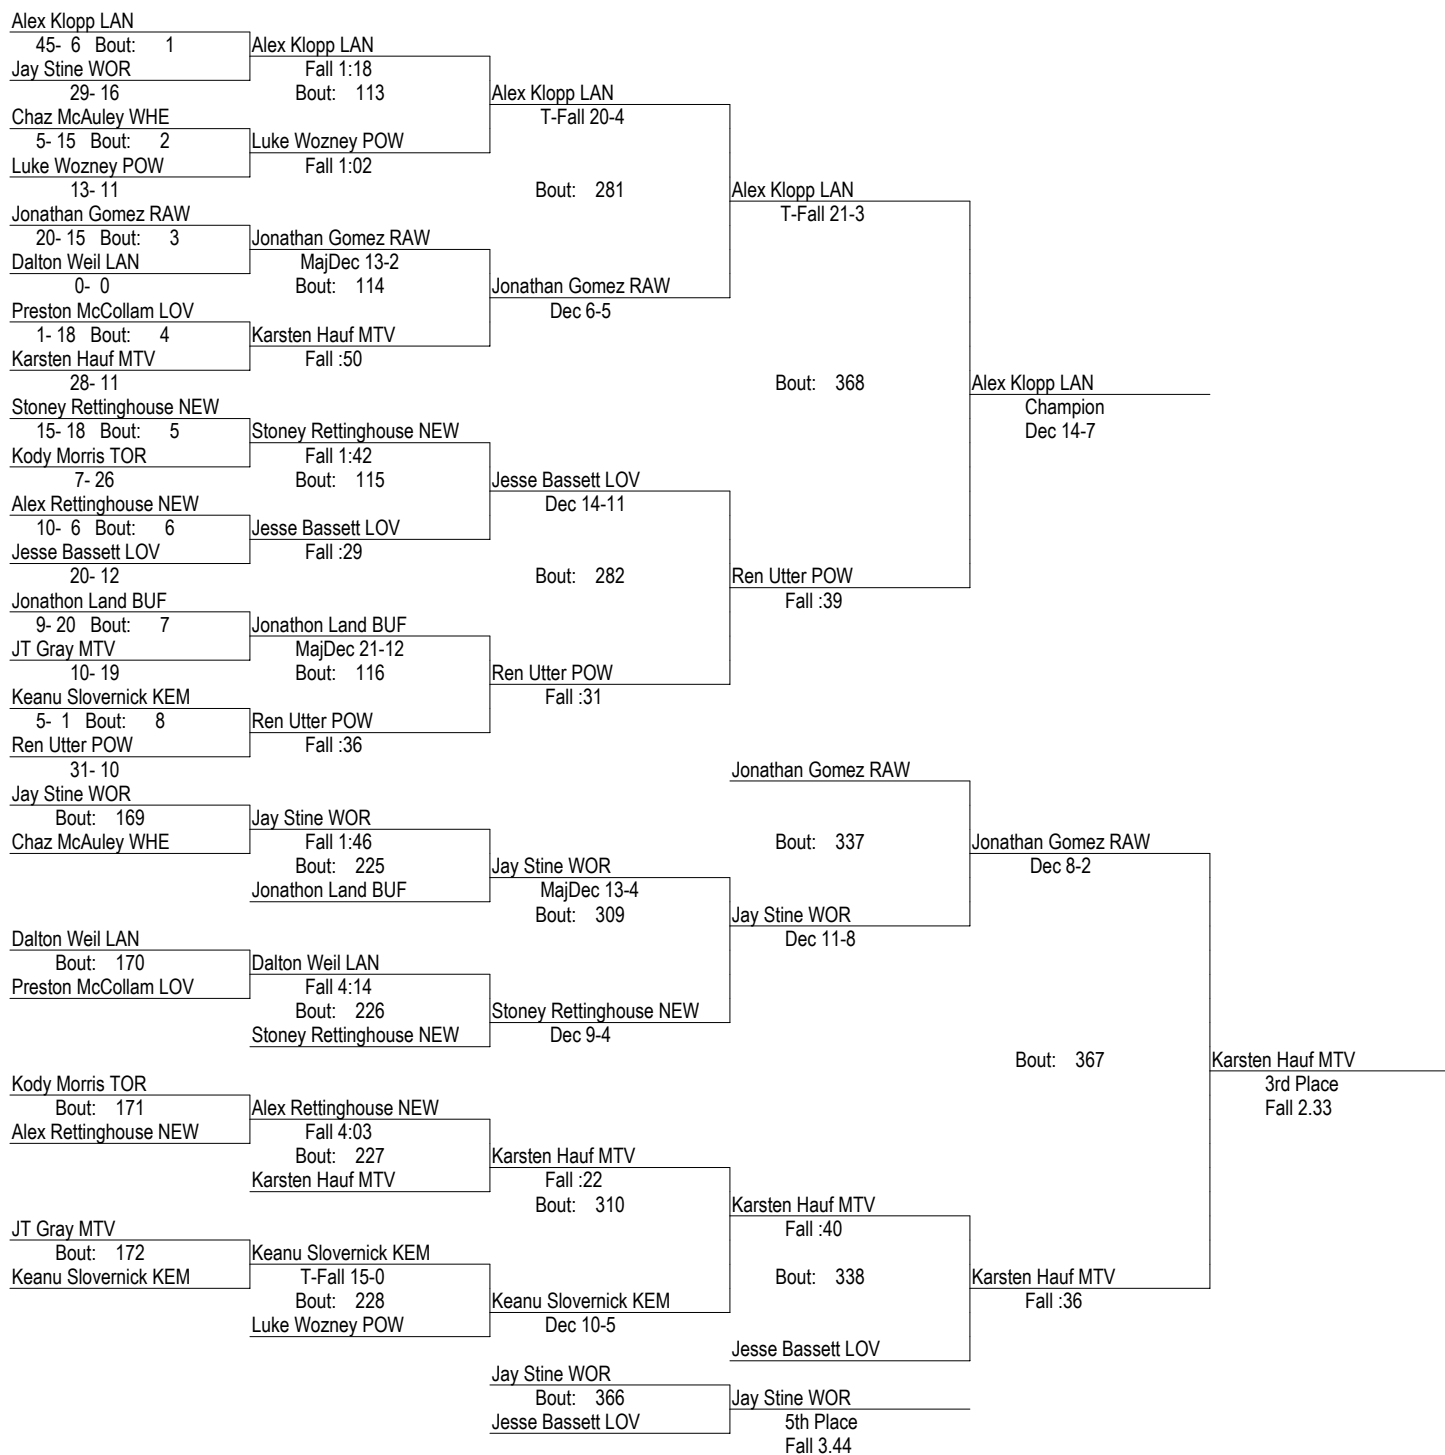 Alex Klopp LAN
45- 6 Bout: 1
Jay Stine WOR
29- 16
Chaz McAuley WHE
5- 15 Bout: 2
Luke Wozney POW
13- 11
Jonathan Gomez RAW
20- 15 Bout: 3
Dalton Weil LAN
0- 0
Preston McCollam LOV
1- 18 Bout: 4
Karsten Hauf MTV
28- 11
Stoney Rettinghouse NEW
15- 18 Bout: 5
Kody Morris TOR
7- 26
Alex Rettinghouse NEW
10- 6 Bout: 6
Jesse Bassett LOV
20- 12
Jonathon Land BUF
9- 20 Bout: 7
JT Gray MTV
10- 19
Keanu Slovernick KEM
5- 1 Bout: 8
Ren Utter POW
31- 10
Alex Klopp LAN
Fall 1:18
Bout: 113
Luke Wozney POW
Fall 1:02
Jonathan Gomez RAW
MajDec 13-2
Bout: 114
Karsten Hauf MTV
Fall :50
Stoney Rettinghouse NEW
Fall 1:42
Bout: 115
Jesse Bassett LOV
Fall :29
Jonathon Land BUF
MajDec 21-12
Bout: 116
Ren Utter POW
Fall :36
Alex Klopp LAN
T-Fall 20-4
Bout: 281
Jonathan Gomez RAW
Dec 6-5
Jesse Bassett LOV
Dec 14-11
Bout: 282
Ren Utter POW
Fall :31
Alex Klopp LAN
T-Fall 21-3
Bout: 368
Ren Utter POW
Fall :39
Alex Klopp LAN
Champion
Dec 14-7
Jay Stine WOR
Bout: 169
Chaz McAuley WHE
Dalton Weil LAN
Bout: 170
Preston McCollam LOV
Kody Morris TOR
Bout: 171
Alex Rettinghouse NEW
JT Gray MTV
Bout: 172
Keanu Slovernick KEM
Jay Stine WOR
Fall 1:46
Bout: 225
Jonathon Land BUF
Dalton Weil LAN
Fall 4:14
Bout: 226
Stoney Rettinghouse NEW
Alex Rettinghouse NEW
Fall 4:03
Bout: 227
Karsten Hauf MTV
Keanu Slovernick KEM
T-Fall 15-0
Bout: 228
Luke Wozney POW
Jay Stine WOR
MajDec 13-4
Bout: 309
Stoney Rettinghouse NEW
Dec 9-4
Karsten Hauf MTV
Fall :22
Bout: 310
Keanu Slovernick KEM
Dec 10-5
Jonathan Gomez RAW
Bout: 337
Jay Stine WOR
Dec 11-8
Karsten Hauf MTV
Fall :40
Bout: 338
Jesse Bassett LOV
Jonathan Gomez RAW
Dec 8-2
Bout: 367
Karsten Hauf MTV
Fall :36
Karsten Hauf MTV
3rd Place
Fall 2.33
Jay Stine WOR
Bout: 366
Jesse Bassett LOV
Jay Stine WOR
5th Place
Fall 3.44